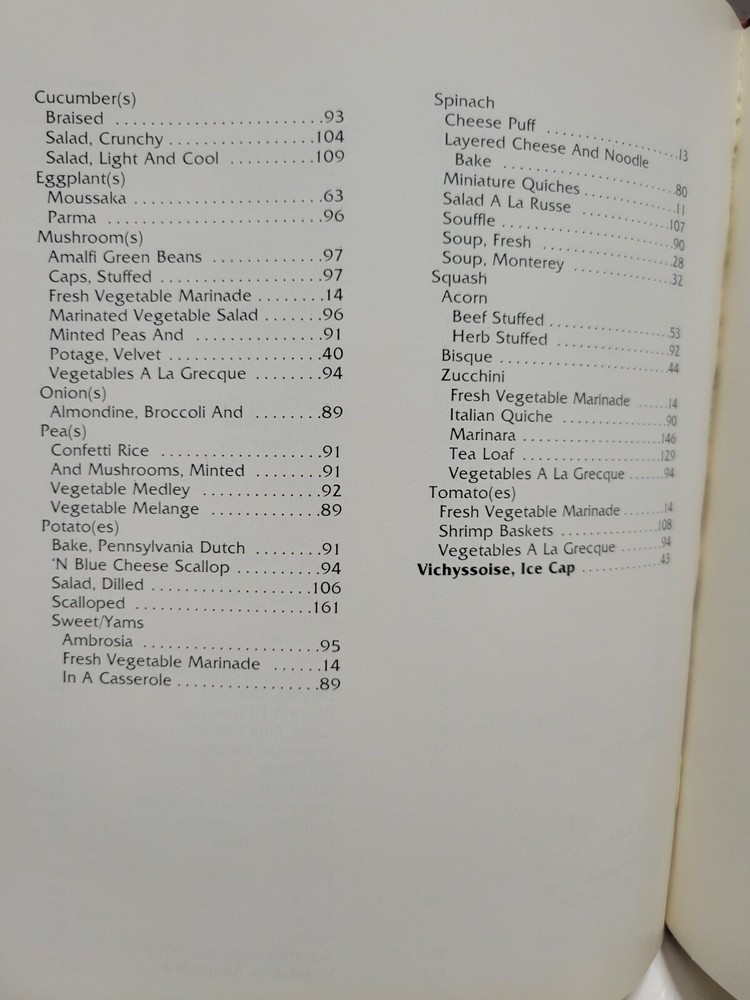 Cucumber(s)
Braised ........................93
Salad, Crunchy .................104
Salad, Light And Cool ..........109
Eggplant(s)
Moussaka ......................63
Parma .........................96
Mushroom(s)
Amalfi Green Beans ............97
Caps, Stuffed ..................97
Fresh Vegetable Marinade ........14
Marinated Vegetable Salad .......96
Minted Peas And ...............91
Potage, Velvet ..................40
Vegetables A La Grecque ........94
Onion(s)
Almondine, Broccoli And ........89
Pea(s)
Confetti Rice ..................91
And Mushrooms, Minted ........91
Vegetable Medley ..............92
Vegetable Melange .............89
Potato(es)
Bake, Pennsylvania Dutch ........91
'N Blue Cheese Scallop ..........94
Salad, Dilled ...................106
Scalloped .....................161
Sweet/Yams
Ambrosia .....................95
Fresh Vegetable Marinade ......14
In A Casserole .................89
Spinach
Cheese Puff ...................13
Layered Cheese And Noodle
Bake .........................80
Miniature Quiches ..............11
Salad A La Russe ..............107
Souffle ........................90
Soup, Fresh ...................28
Soup, Monterey ................32
Squash
Acorn
Beef Stuffed ..................53
Herb Stuffed .................92
Bisque ........................44
Zucchini
Fresh Vegetable Marinade ......14
Italian Quiche .................90
Marinara .....................146
Tea Loaf .....................129
Vegetables A La Grecque .......94
Tomato(es)
Fresh Vegetable Marinade ........14
Shrimp Baskets ................108
Vegetables A La Grecque ........94
Vichyssoise, Ice Cap ..............43